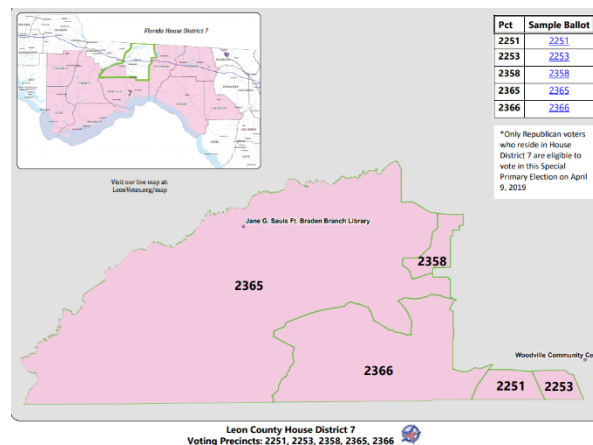 Florida House District 7
7
Visit our live map at:
LeonVotes.org/map
Pct Sample Ballot
2251 2251
2253 2253
2358 2358
2365 2365
2366 2366
*Only Republican voters
who reside in House
District 7 are eligible to
vote in this Special
Primary Election on April
9, 2019
Jane G. Sauls Ft. Braden Branch Library
2358
2365
2366
Woodville Community Ce
2251
2253
Leon County House District 7
Voting Precincts: 2251, 2253, 2358, 2365, 2366